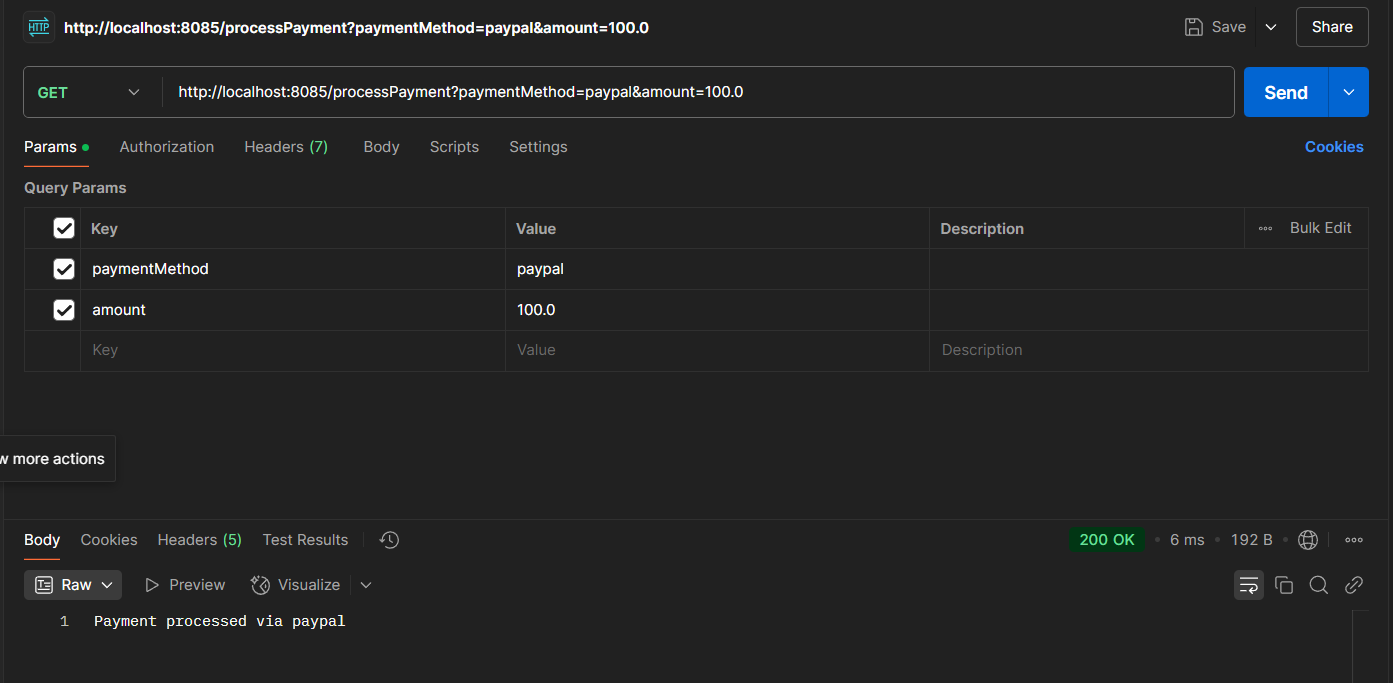 HTTP http://localhost:8085/processPayment?paymentMethod=paypal&amount=100.0 Save Share
GET http://localhost:8085/processPayment?paymentMethod=paypal&amount=100.0 Send
Params Authorization Headers (7) Body Scripts Settings Cookies
Query Params
Key Value Description Bulk Edit
paymentMethod paypal
amount 100.0
Key Value Description
w more actions
Body Cookies Headers (5) Test Results 200 OK 6 ms 192 B
Raw Preview Visualize
1 Payment processed via paypal